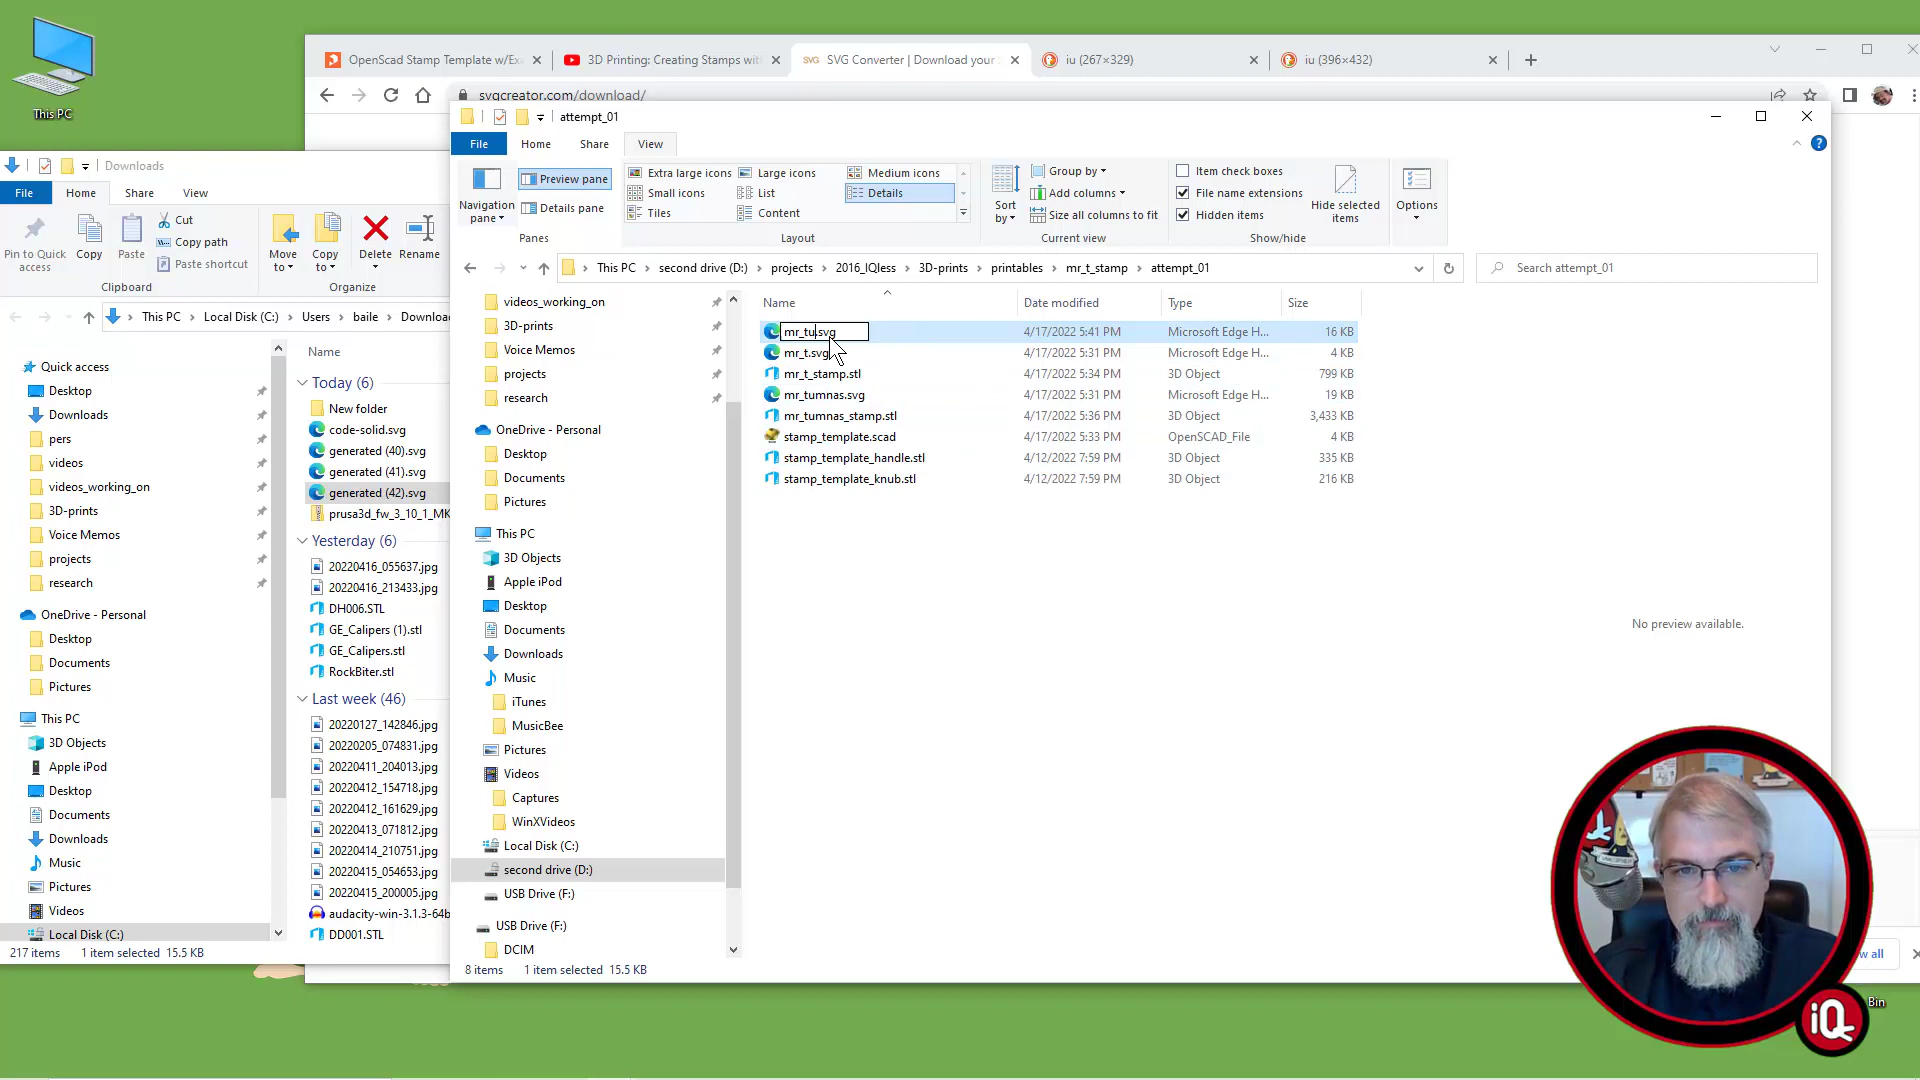 This PC
OpenScad Stamp Template w/Ex
3D Printing: Creating Stamps wit
SVG SVG Converter | Download your
iu (267×329)
iu (396×432)
svgcreator.com/download/
Downloads
File
Home
Share
View
Pin to Quick access
Copy
Paste
Cut
Copy path
Paste shortcut
Move to
Copy to
Delete
Rename
Clipboard
Organize
This PC > Local Disk (C:) > Users > baile > Downloa
Name
Quick access
Desktop
Downloads
pers
videos
videos_working_on
3D-prints
Voice Memos
projects
research
OneDrive - Personal
Desktop
Documents
Pictures
This PC
3D Objects
Apple iPod
Desktop
Documents
Downloads
Music
Pictures
Videos
Local Disk (C:)
Today (6)
New folder
code-solid.svg
generated (40).svg
generated (41).svg
generated (42).svg
prusa3d_fw_3_10_1_MK
Yesterday (6)
20220416_055637.jpg
20220416_213433.jpg
DH006.STL
GE_Calipers (1).stl
GE_Calipers.stl
RockBiter.stl
Last week (46)
20220127_142846.jpg
20220205_074831.jpg
20220411_204013.jpg
20220412_154718.jpg
20220412_161629.jpg
20220413_071812.jpg
20220414_210751.jpg
20220415_054653.jpg
20220415_200005.jpg
audacity-win-3.1.3-64b
DD001.STL
217 items 1 item selected 15.5 KB
attempt_01
File
Home
Share
View
Navigation pane
Preview pane
Details pane
Panes
Extra large icons
Large icons
Medium icons
Small icons
List
Details
Tiles
Content
Layout
Sort by
Group by
Add columns
Size all columns to fit
Current view
Item check boxes
File name extensions
Hidden items
Hide selected items
Show/hide
Options
This PC > second drive (D:) > projects > 2016_IQless > 3D-prints > printables > mr_t_stamp > attempt_01
Search attempt_01
videos_working_on
3D-prints
Voice Memos
projects
research
OneDrive - Personal
Desktop
Documents
Pictures
This PC
3D Objects
Apple iPod
Desktop
Documents
Downloads
Music
iTunes
MusicBee
Pictures
Videos
Captures
WinXVideos
Local Disk (C:)
second drive (D:)
USB Drive (F:)
USB Drive (F:)
DCIM
Name Date modified Type Size
mr_tu.svg 4/17/2022 5:41 PM Microsoft Edge H... 16 KB
mr_t.svg 4/17/2022 5:31 PM Microsoft Edge H... 4 KB
mr_t_stamp.stl 4/17/2022 5:34 PM 3D Object 799 KB
mr_tumnas.svg 4/17/2022 5:31 PM Microsoft Edge H... 19 KB
mr_tumnas_stamp.stl 4/17/2022 5:36 PM 3D Object 3,433 KB
stamp_template.scad 4/17/2022 5:33 PM OpenSCAD_File 4 KB
stamp_template_handle.stl 4/12/2022 7:59 PM 3D Object 335 KB
stamp_template_knub.stl 4/12/2022 7:59 PM 3D Object 216 KB
No preview available.
8 items 1 item selected 15.5 KB
all
Bin
iQ